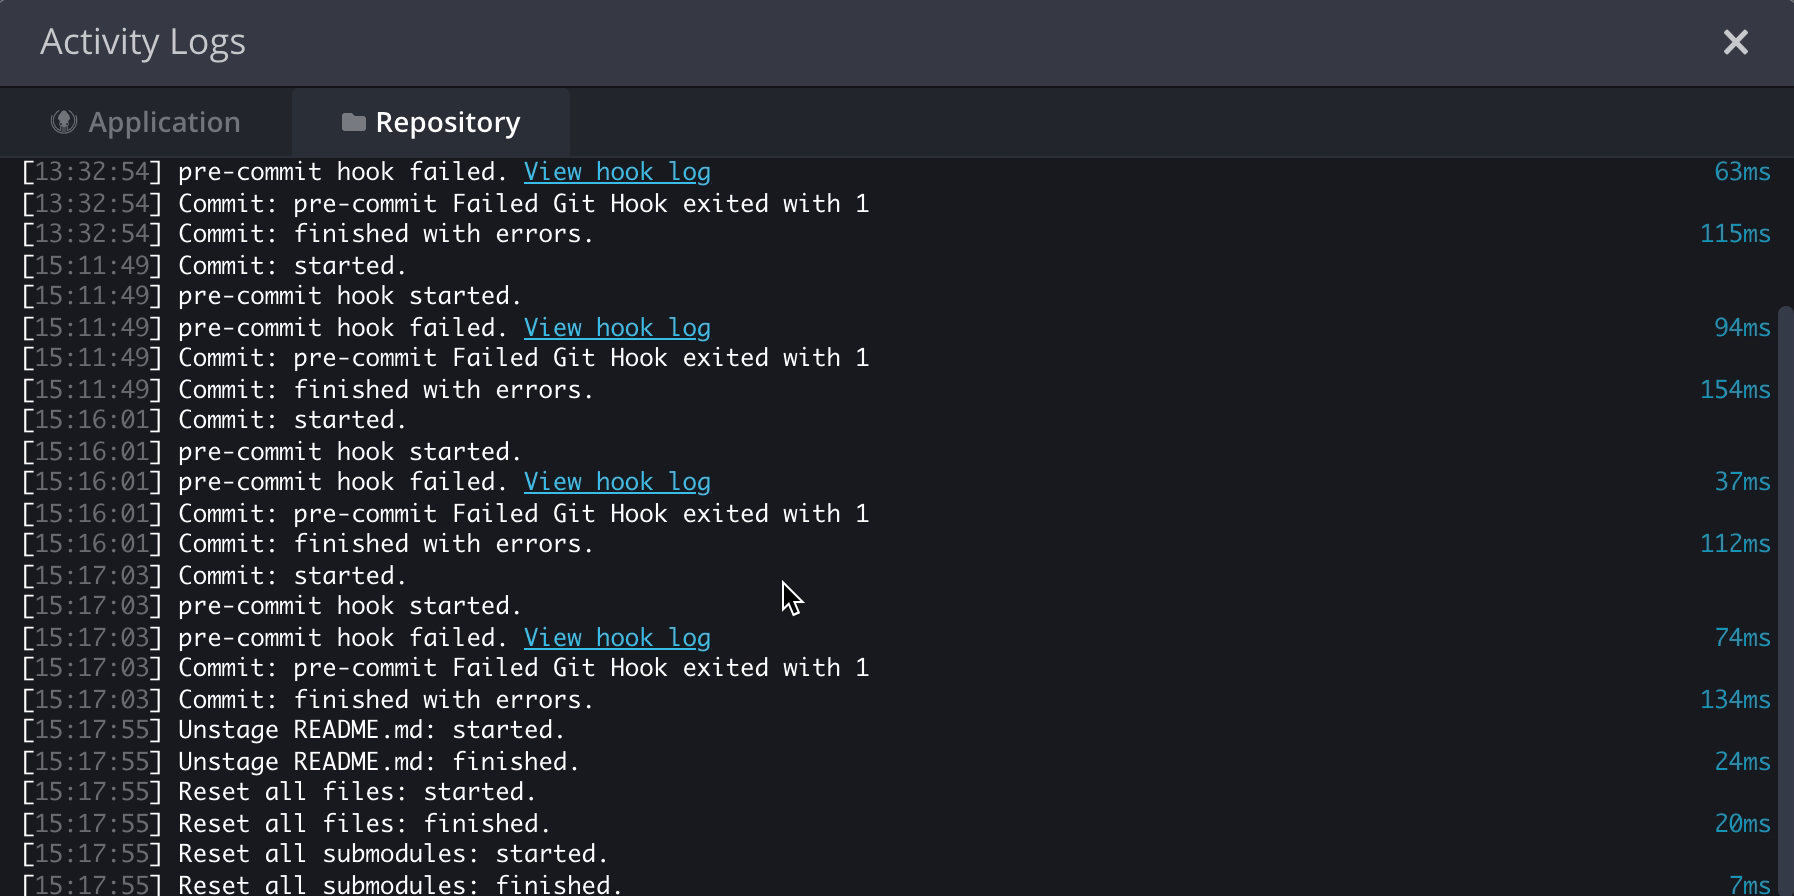 Activity Logs
Application Repository
[13:32:54] pre-commit hook failed. View hook log 63ms
[13:32:54] Commit: pre-commit Failed Git Hook exited with 1
[13:32:54] Commit: finished with errors. 115ms
[15:11:49] Commit: started.
[15:11:49] pre-commit hook started.
[15:11:49] pre-commit hook failed. View hook log 94ms
[15:11:49] Commit: pre-commit Failed Git Hook exited with 1
[15:11:49] Commit: finished with errors. 154ms
[15:16:01] Commit: started.
[15:16:01] pre-commit hook started.
[15:16:01] pre-commit hook failed. View hook log 37ms
[15:16:01] Commit: pre-commit Failed Git Hook exited with 1
[15:16:01] Commit: finished with errors. 112ms
[15:17:03] Commit: started.
[15:17:03] pre-commit hook started.
[15:17:03] pre-commit hook failed. View hook log 74ms
[15:17:03] Commit: pre-commit Failed Git Hook exited with 1
[15:17:03] Commit: finished with errors. 134ms
[15:17:55] Unstage README.md: started.
[15:17:55] Unstage README.md: finished. 24ms
[15:17:55] Reset all files: started.
[15:17:55] Reset all files: finished. 20ms
[15:17:55] Reset all submodules: started.
[15:17:55] Reset all submodules: finished. 7ms